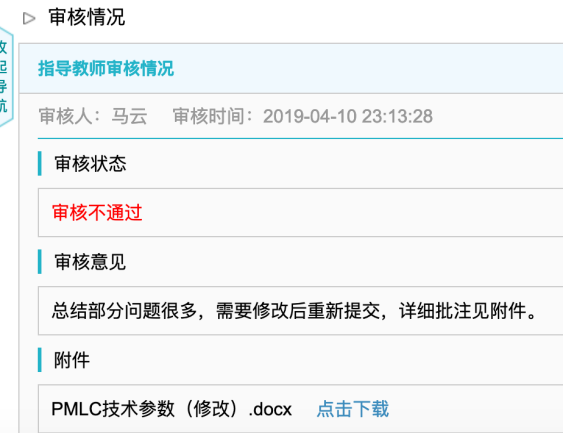 审核情况
收起导航
指导教师审核情况
审核人：马云 审核时间：2019-04-10 23:13:28
审核状态
审核不通过
审核意见
总结部分问题很多，需要修改后重新提交，详细批注见附件。
附件
PMLC技术参数（修改）.docx 点击下载